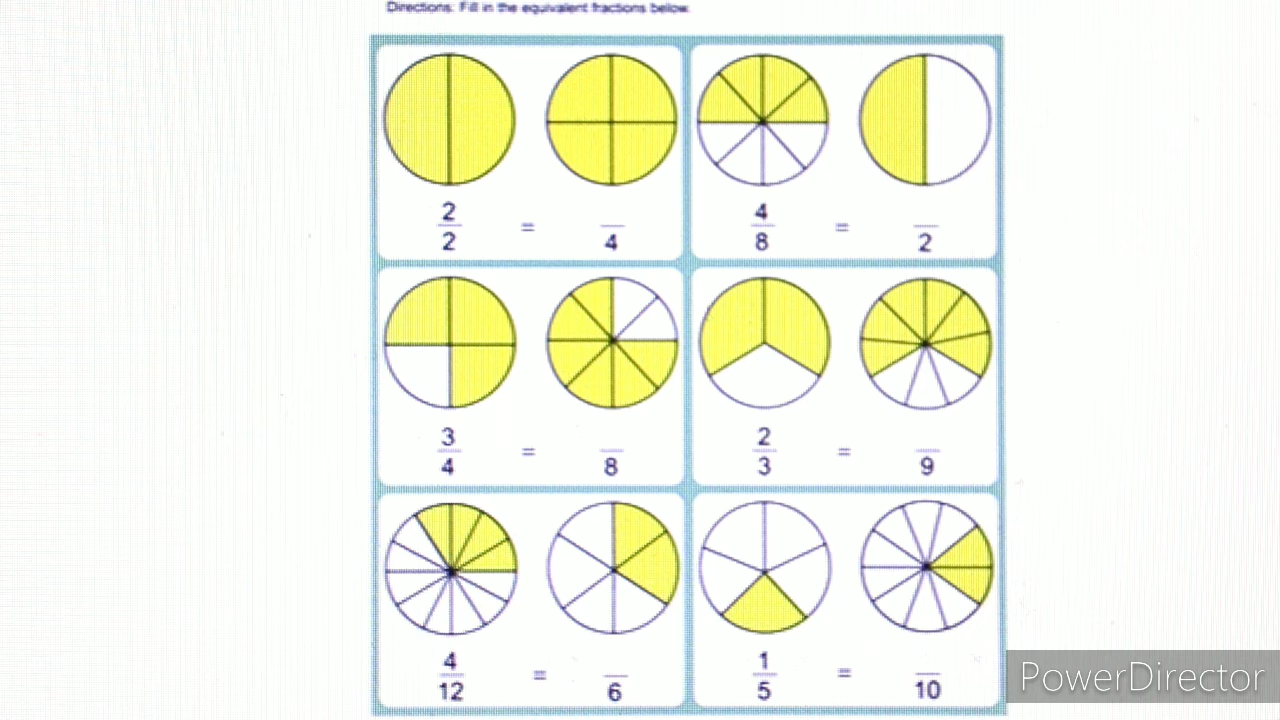 Directions: Fill in the equivalent fractions below.
2/2 = /4
4/8 = /2
3/4 = /8
2/3 = /9
4/12 = /6
1/5 = /10
PoweDirector